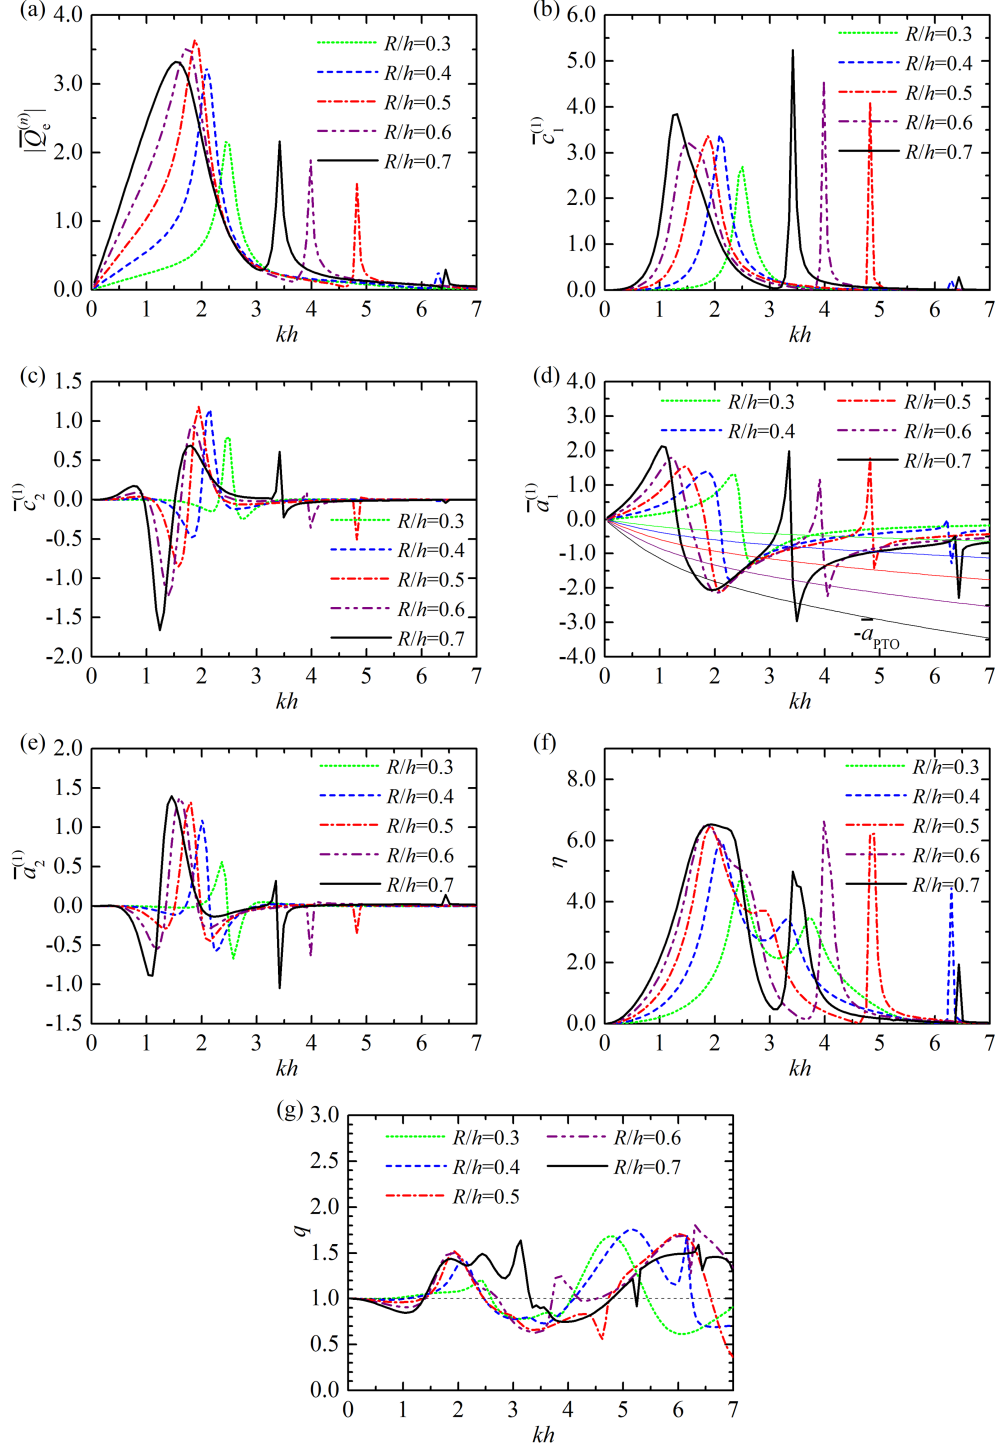 (a)
4.0
3.0
2.0
1.0
0.0
|Q̅e(n)|
R/h=0.3
R/h=0.4
R/h=0.5
R/h=0.6
R/h=0.7
0 1 2 3 4 5 6 7
kh
(b)
6.0
5.0
4.0
3.0
2.0
1.0
0.0
c̅1(1)
R/h=0.3
R/h=0.4
R/h=0.5
R/h=0.6
R/h=0.7
0 1 2 3 4 5 6 7
kh
(c)
1.5
1.0
0.5
0.0
-0.5
-1.0
-1.5
-2.0
c̅2(1)
R/h=0.3
R/h=0.4
R/h=0.5
R/h=0.6
R/h=0.7
0 1 2 3 4 5 6 7
kh
(d)
4.0
3.0
2.0
1.0
0.0
-1.0
-2.0
-3.0
-4.0
a̅1(1)
R/h=0.3 R/h=0.5
R/h=0.4 R/h=0.6
R/h=0.7
-a̅PTO
0 1 2 3 4 5 6 7
kh
(e)
2.0
1.5
1.0
0.5
0.0
-0.5
-1.0
-1.5
a̅2(1)
R/h=0.3
R/h=0.4
R/h=0.5
R/h=0.6
R/h=0.7
0 1 2 3 4 5 6 7
kh
(f)
8.0
6.0
4.0
2.0
0.0
η
R/h=0.3
R/h=0.4
R/h=0.5
R/h=0.6
R/h=0.7
0 1 2 3 4 5 6 7
kh
(g)
3.0
2.5
2.0
1.5
1.0
0.5
0.0
q
R/h=0.3 R/h=0.6
R/h=0.4 R/h=0.7
R/h=0.5
0 1 2 3 4 5 6 7
kh